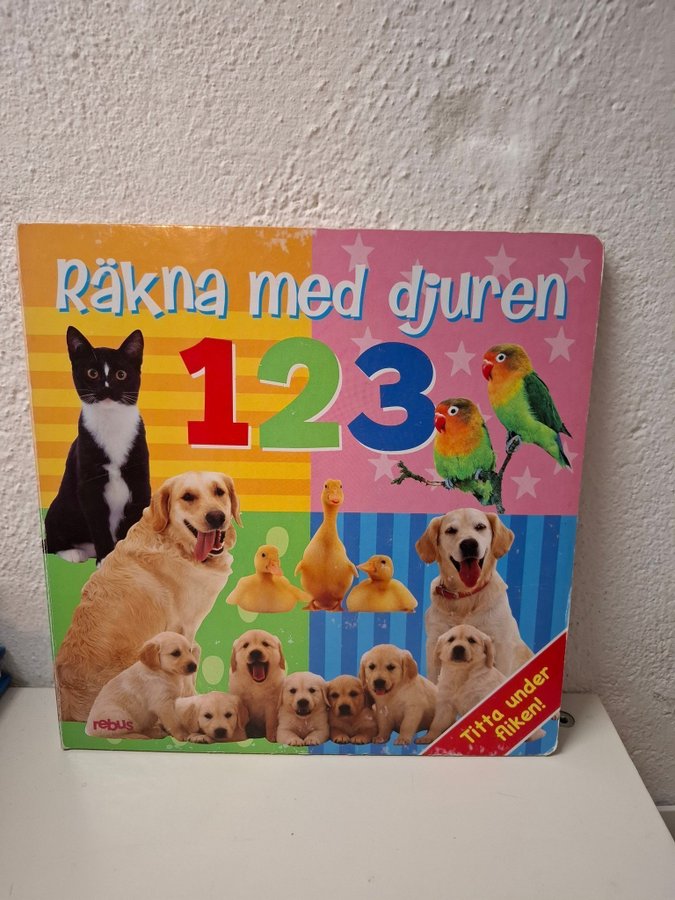 Räkna med djuren
123
rebus
Titta under
fliken!